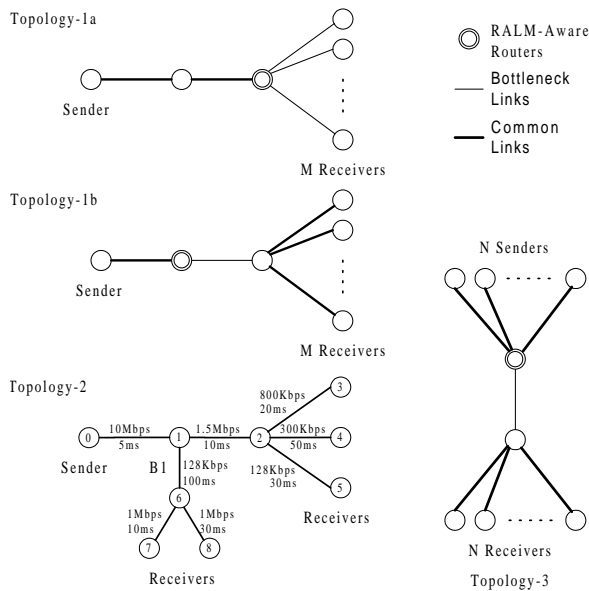 Topology-1a
Sender
M Receivers
RALM-Aware
Routers
Bottleneck
Links
Common
Links
Topology-1b
Sender
M Receivers
N Senders
N Receivers
Topology-3
Topology-2
0
Sender
10Mbps
5ms
1
B1
1.5Mbps
10ms
2
800Kbps
20ms
3
300Kbps
50ms
4
128Kbps
30ms
5
Receivers
128Kbps
100ms
6
1Mbps
10ms
1Mbps
30ms
7
8
Receivers